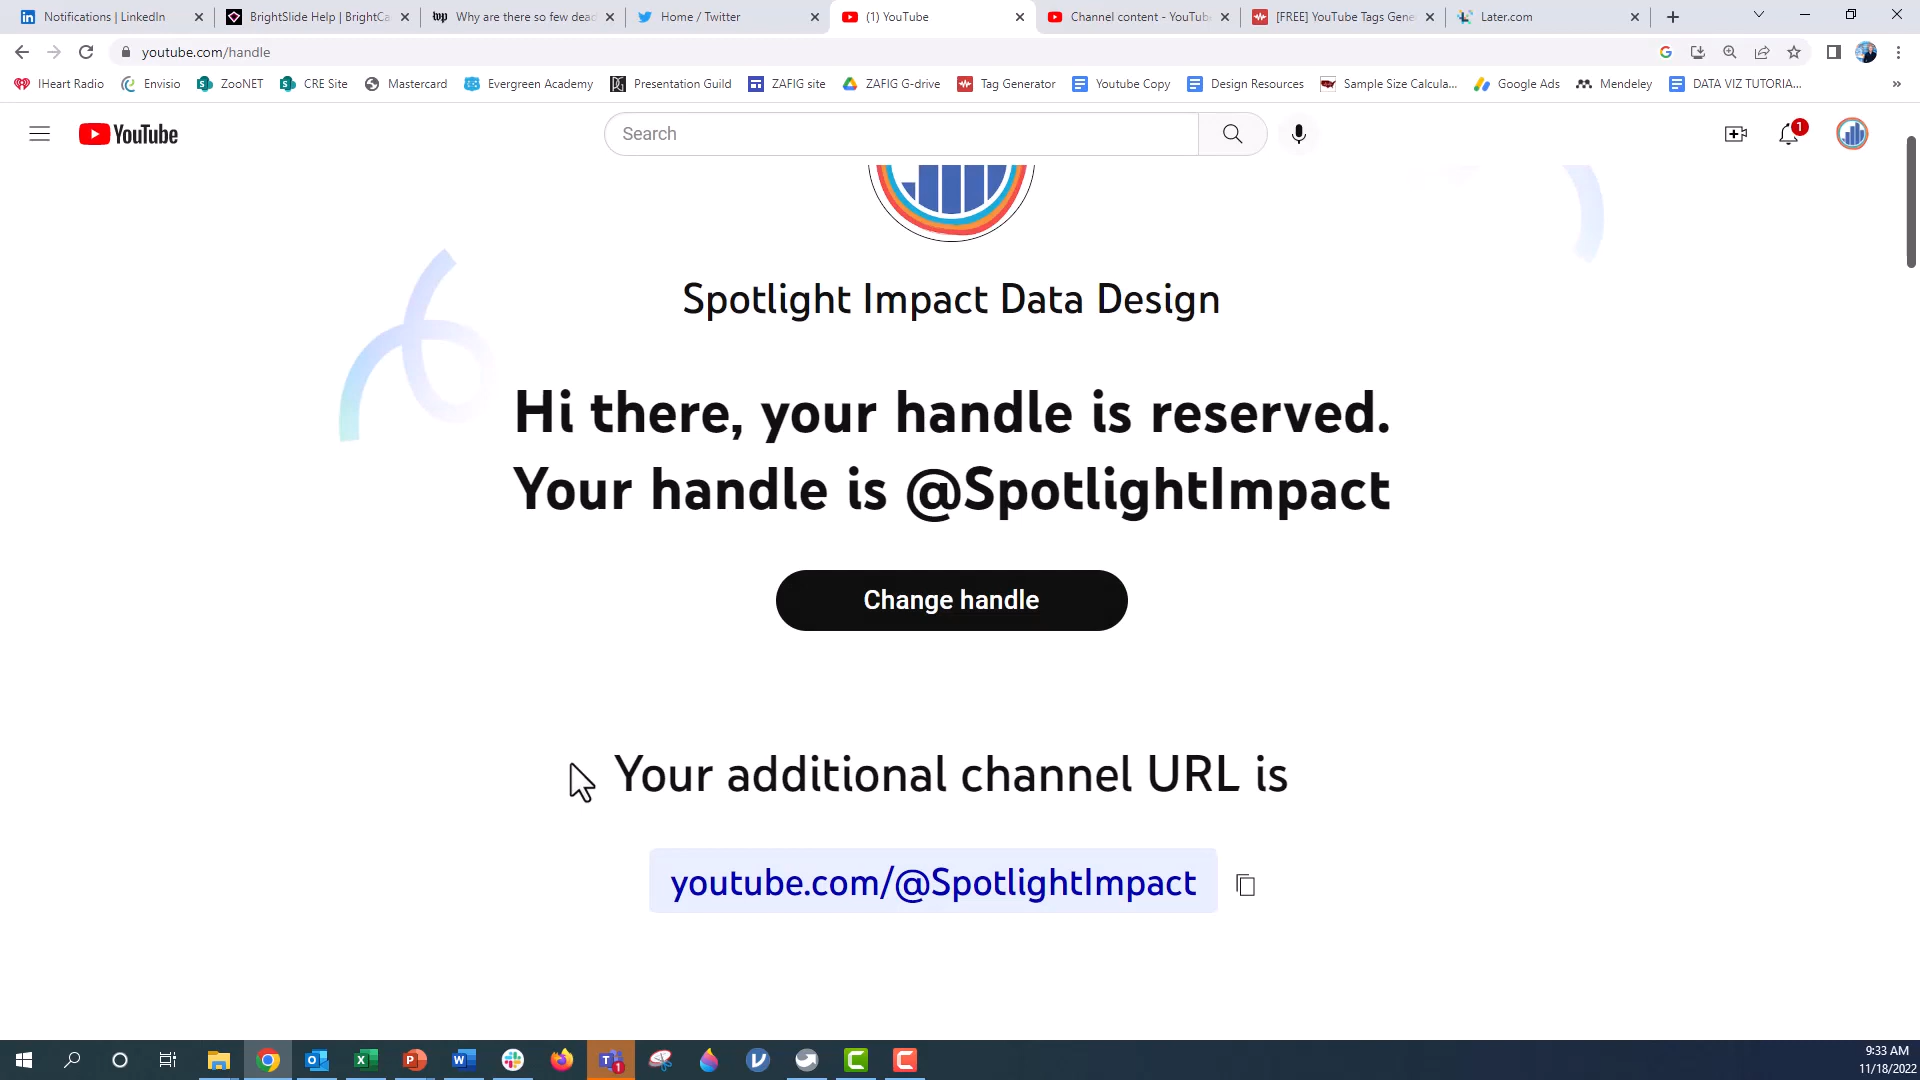 Notifications | LinkedIn
BrightSlide Help | BrightCa
wp Why are there so few dead
Home / Twitter
(1) YouTube
Channel content - YouTube
[FREE] YouTube Tags Gene
Later.com
youtube.com/handle
IHeart Radio
Envisio
ZooNET
CRE Site
Mastercard
Evergreen Academy
Presentation Guild
ZAFIG site
ZAFIG G-drive
Tag Generator
Youtube Copy
Design Resources
Sample Size Calcula...
Google Ads
Mendeley
DATA VIZ TUTORIA...
»
YouTube
Search
1
Spotlight Impact Data Design
Hi there, your handle is reserved.
Your handle is @SpotlightImpact
Change handle
Your additional channel URL is
youtube.com/@SpotlightImpact
9:33 AM
11/18/2022